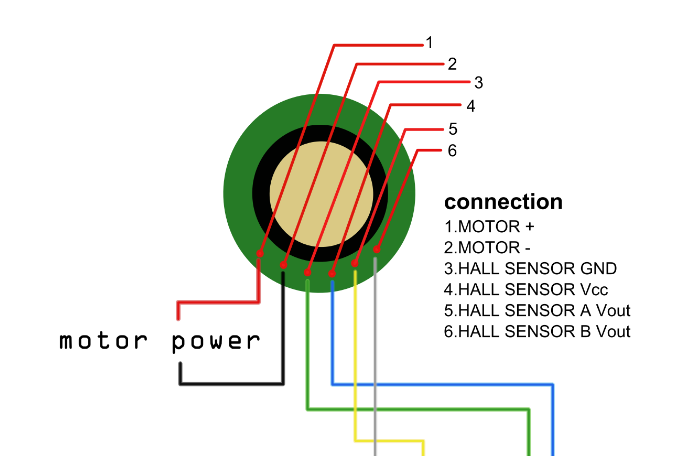 1
2
3
4
5
6
connection
1.MOTOR +
2.MOTOR -
3.HALL SENSOR GND
4.HALL SENSOR Vcc
5.HALL SENSOR A Vout
6.HALL SENSOR B Vout
motor power